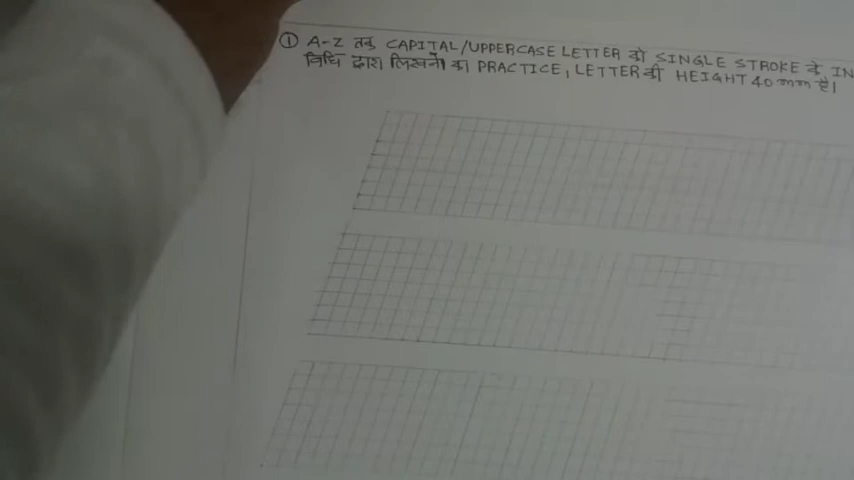 ① A-Z तक CAPITAL/UPPERCASE LETTER को SINGLE STROKE के IN
विधि द्वारा लिखने का PRACTICE, LETTER की HEIGHT 40 mm है।